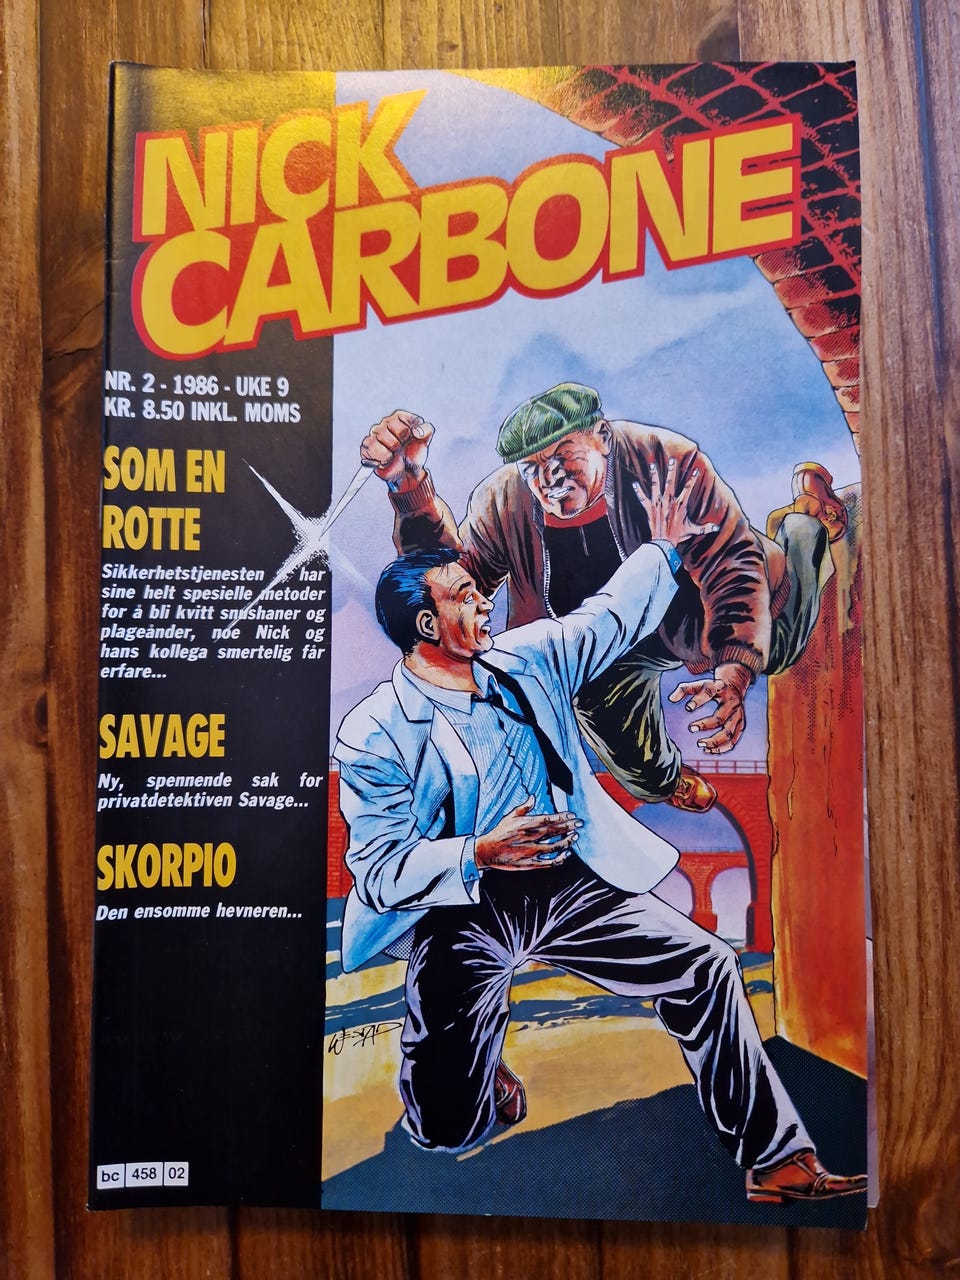 NICK
CARBONE
NR. 2 - 1986 - UKE 9
KR. 8.50 INKL. MOMS
SOM EN
ROTTE
Sikkerhetstjenesten har
sine helt spesielle metoder
for å bli kvitt snushaner og
plageånder, noe Nick og
hans kollega smertelig får
erfare...
SAVAGE
Ny, spennende sak for
privatdetektiven Savage...
SKORPIO
Den ensomme hevneren...
WESTAD
bc 458 02